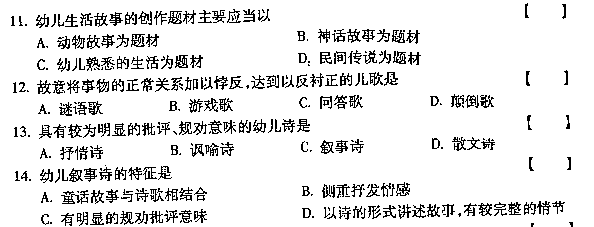 11. 幼儿生活故事的创作题材主要应当以 【 】
A. 动物故事为题材 B. 神话故事为题材
C. 幼儿熟悉的生活为题材 D. 民间传说为题材
12. 故意将事物的正常关系加以悖反,达到以反衬正的儿歌是 【 】
A. 谜语歌 B. 游戏歌 C. 问答歌 D. 颠倒歌
13. 具有较为明显的批评、规劝意味的幼儿诗是 【 】
A. 抒情诗 B. 讽喻诗 C. 叙事诗 D. 散文诗
14. 幼儿叙事诗的特征是 【 】
A. 童话故事与诗歌相结合 B. 侧重抒发情感
C. 有明显的规劝批评意味 D. 以诗的形式讲述故事,有较完整的情节